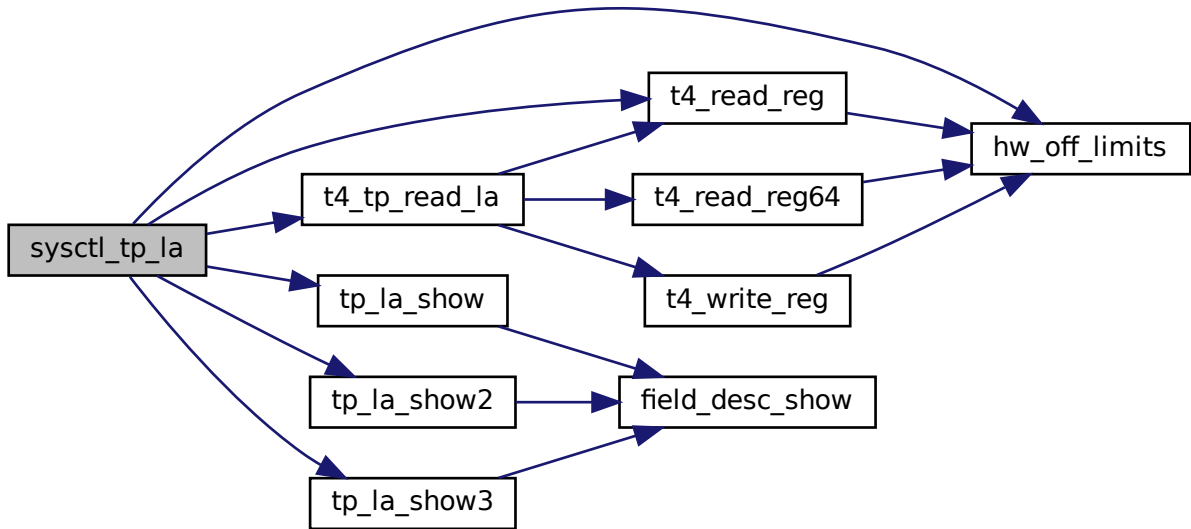 t4_read_reg
hw_off_limits
t4_tp_read_la
t4_read_reg64
sysctl_tp_la
tp_la_show
t4_write_reg
tp_la_show2
field_desc_show
tp_la_show3